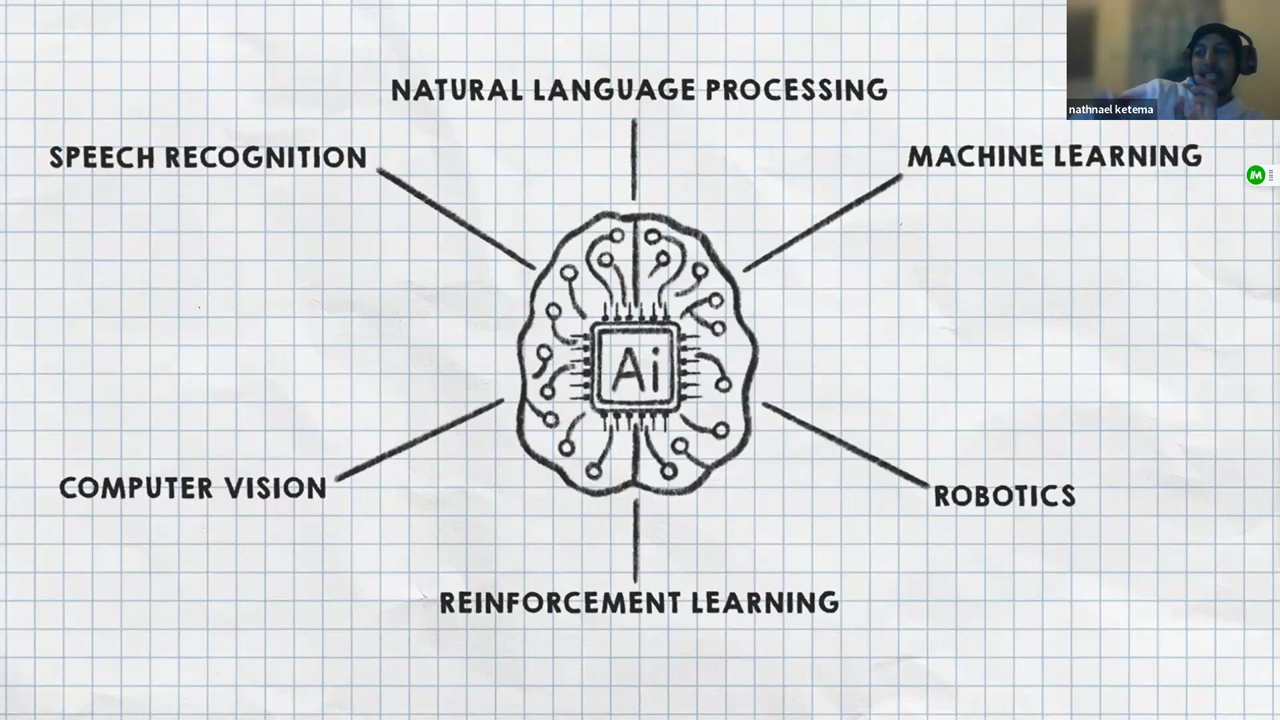 nathnael ketema
NATURAL LANGUAGE PROCESSING
SPEECH RECOGNITION
MACHINE LEARNING
Ai
COMPUTER VISION
ROBOTICS
REINFORCEMENT LEARNING